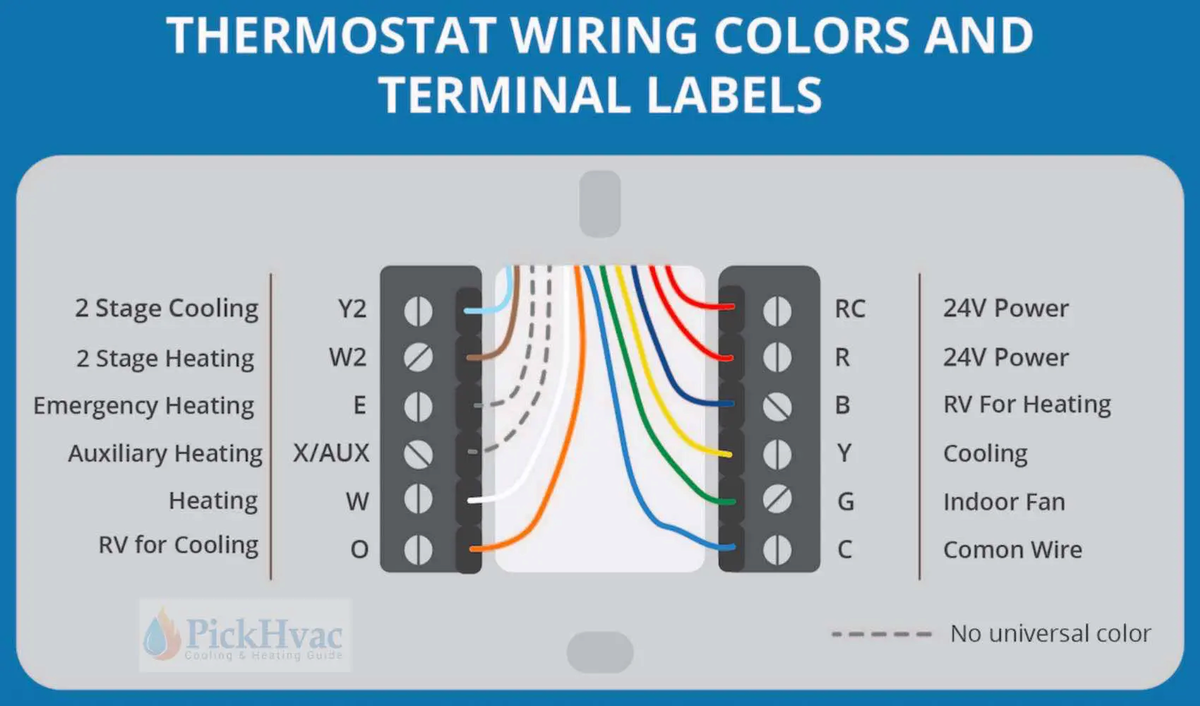 THERMOSTAT WIRING COLORS AND
TERMINAL LABELS
2 Stage Cooling Y2
2 Stage Heating W2
Emergency Heating E
Auxiliary Heating X/AUX
Heating W
RV for Cooling O
RC 24V Power
R 24V Power
B RV For Heating
Y Cooling
G Indoor Fan
C Comon Wire
PickHvac
Cooling & Heating Guide
No universal color